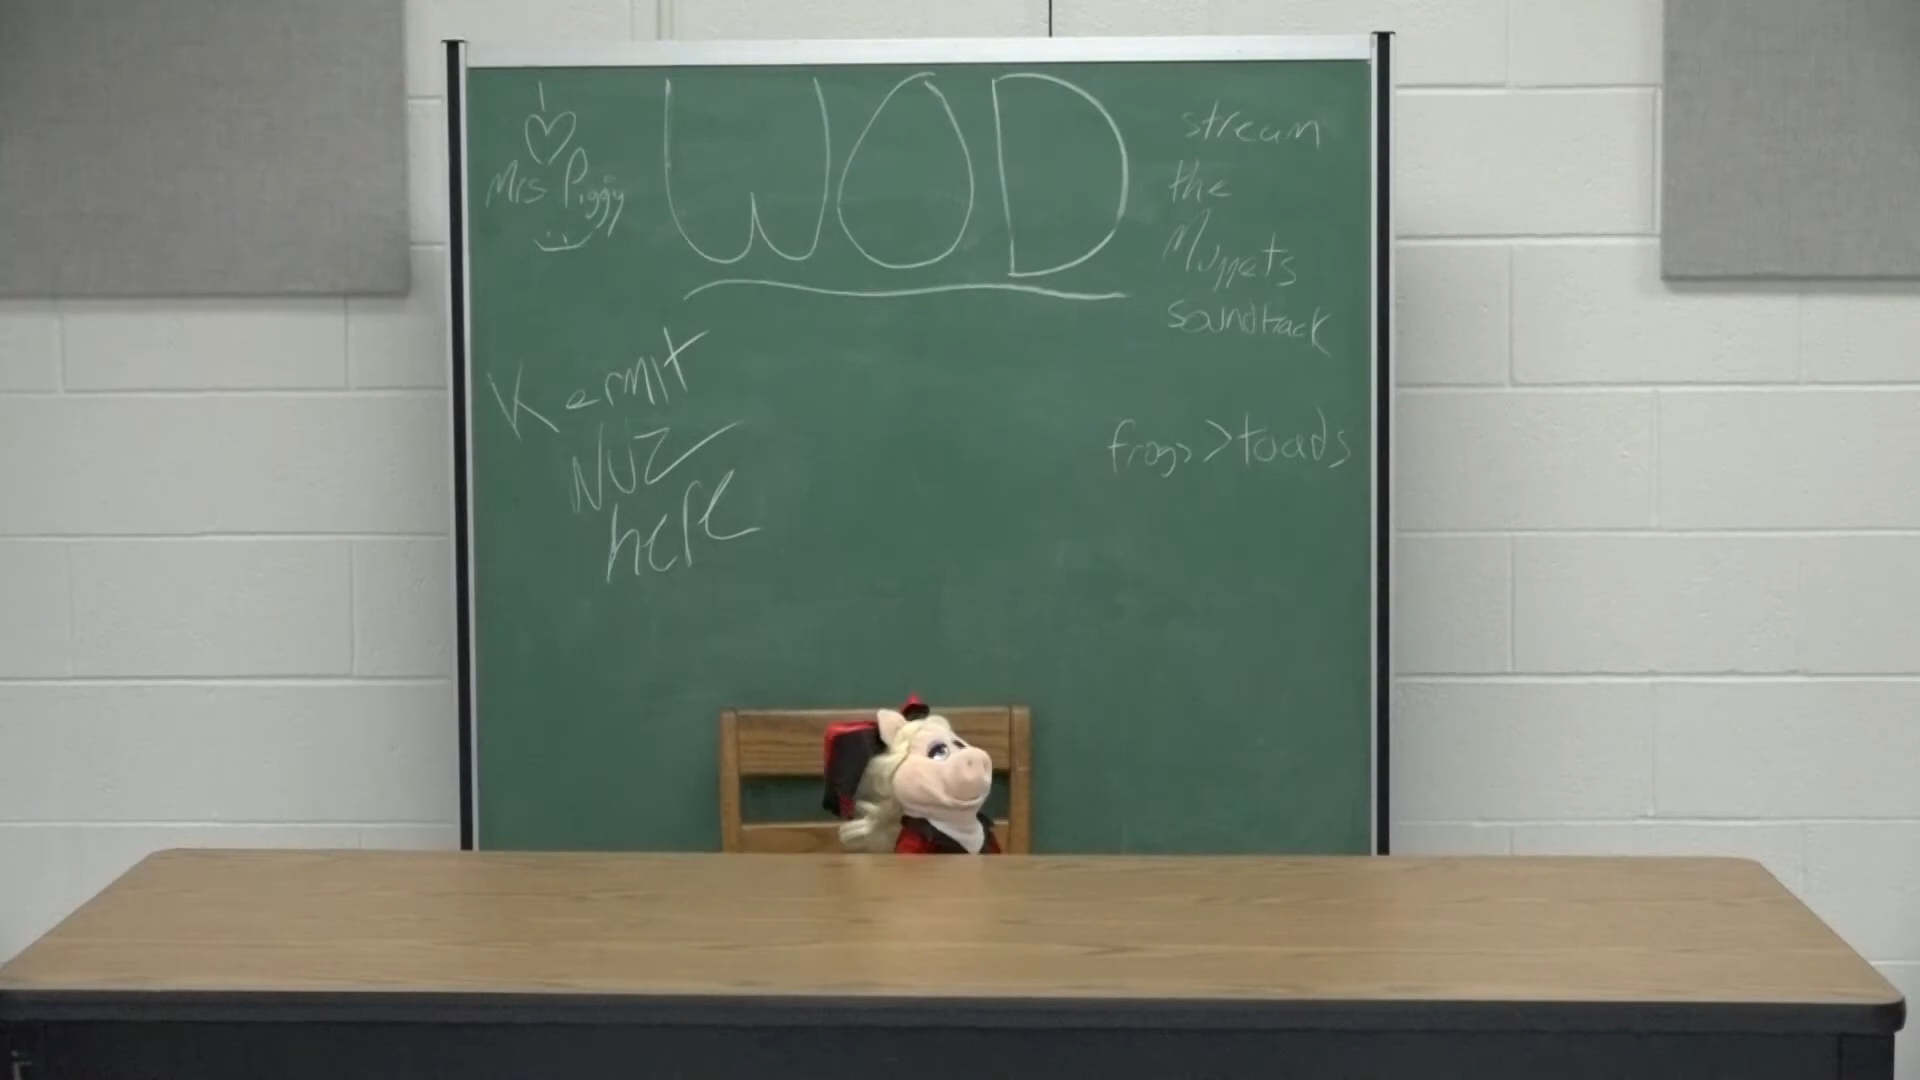 I
♡
Mrs Piggy
WOD
stream
the
Muppets
soundtrack
Kermit
WUZ
here
frogs > toads